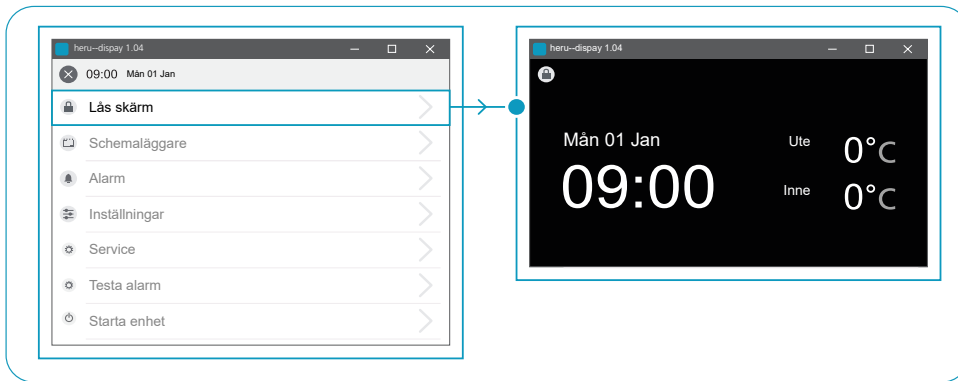 heru--dispay 1.04
09:00 Mån 01 Jan
Lås skärm
Schemaläggare
Alarm
Inställningar
Service
Testa alarm
Starta enhet
heru--dispay 1.04
Mån 01 Jan
09:00
Ute 0°C
Inne 0°C